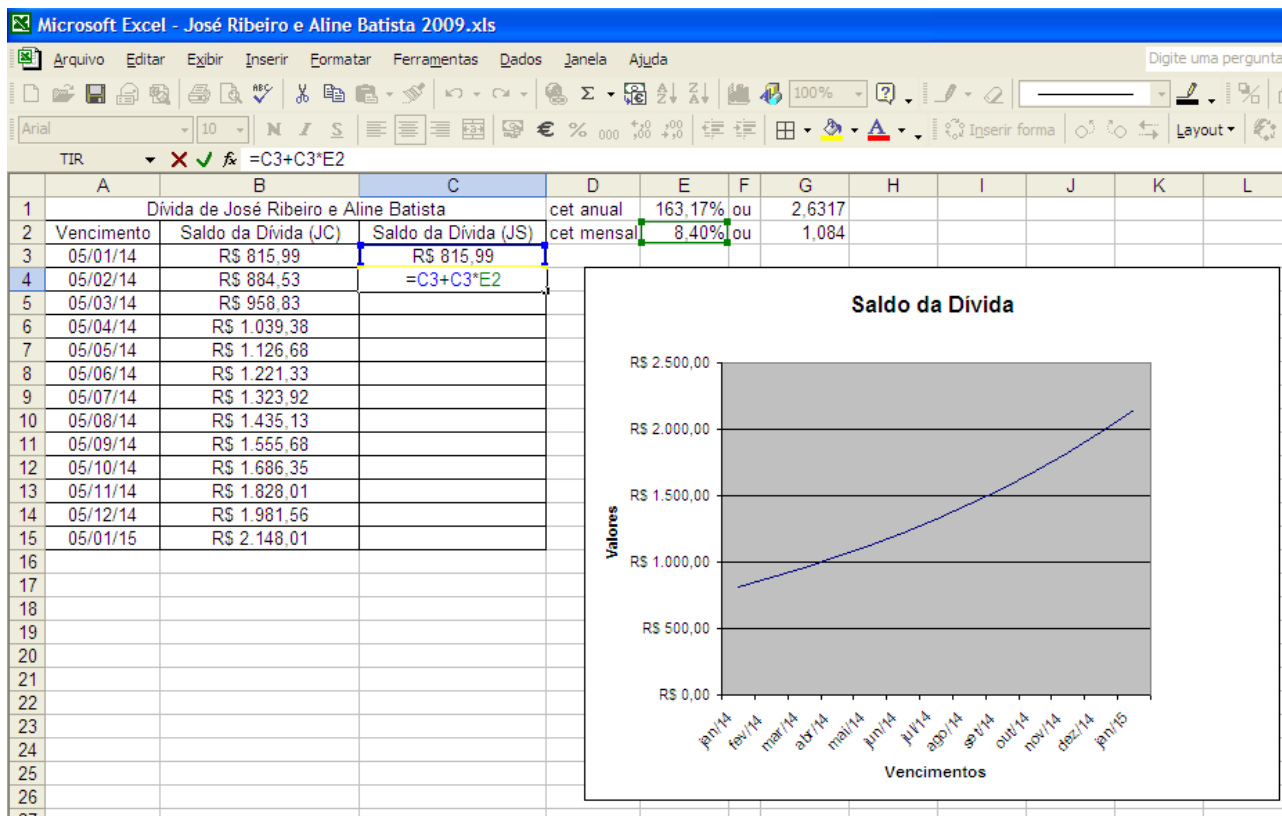 Microsoft Excel - José Ribeiro e Aline Batista 2009.xls
Arquivo Editar Exibir Inserir Formatar Ferramentas Dados Janela Ajuda Digite uma pergunta
100%
Arial 10 N I S € % 000 Inserir forma Layout
TIR fx =C3+C3*E2
A B C D E F G H I J K L
1 Dívida de José Ribeiro e Aline Batista cet anual 163,17% ou 2,6317
2 Vencimento Saldo da Dívida (JC) Saldo da Dívida (JS) cet mensal 8,40% ou 1,084
3 05/01/14 R$ 815,99 R$ 815,99
4 05/02/14 R$ 884,53 =C3+C3*E2
5 05/03/14 R$ 958,83
6 05/04/14 R$ 1.039,38
7 05/05/14 R$ 1.126,68
8 05/06/14 R$ 1.221,33
9 05/07/14 R$ 1.323,92
10 05/08/14 R$ 1.435,13
11 05/09/14 R$ 1.555,68
12 05/10/14 R$ 1.686,35
13 05/11/14 R$ 1.828,01
14 05/12/14 R$ 1.981,56
15 05/01/15 R$ 2.148,01
16
17
18
19
20
21
22
23
24
25
26
Saldo da Dívida
R$ 2.500,00
R$ 2.000,00
R$ 1.500,00
R$ 1.000,00
R$ 500,00
R$ 0,00
Valores
jan/14 fev/14 mar/14 abr/14 mai/14 jun/14 jul/14 ago/14 set/14 out/14 nov/14 dez/14 jan/15
Vencimentos